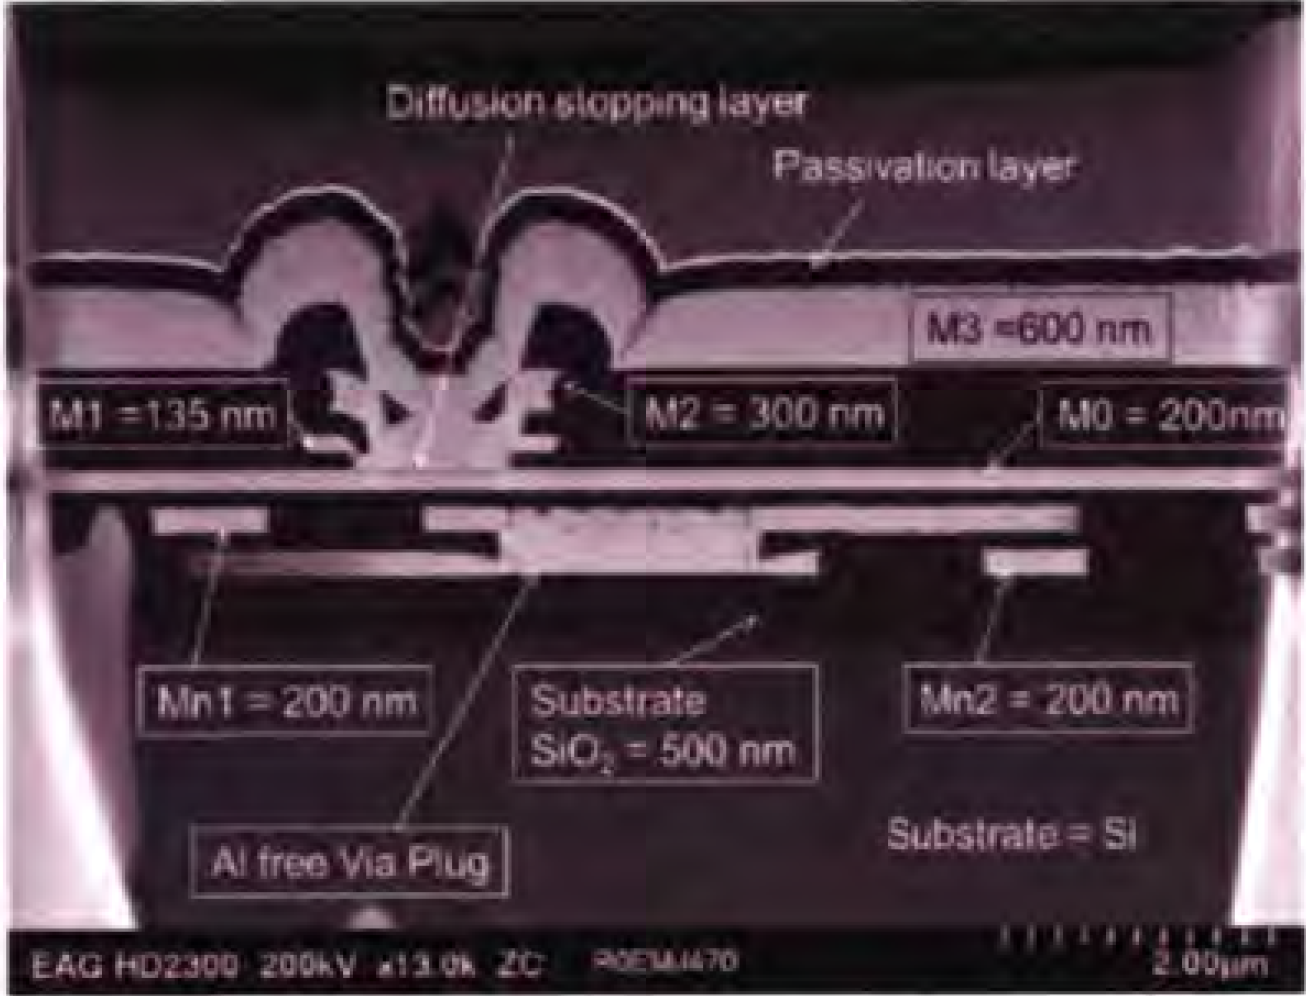 Diffusion stopping layer
Passivation layer
M3 =600 nm
M1 =135 nm
M2 = 300 nm
M0 = 200nm
Mn1 = 200 nm
Substrate
SiO₂ = 500 nm
Mn2 = 200 nm
Al free Via Plug
Substrate = Si
EAG HD2300 200kV x13.0k ZC
2.00μm